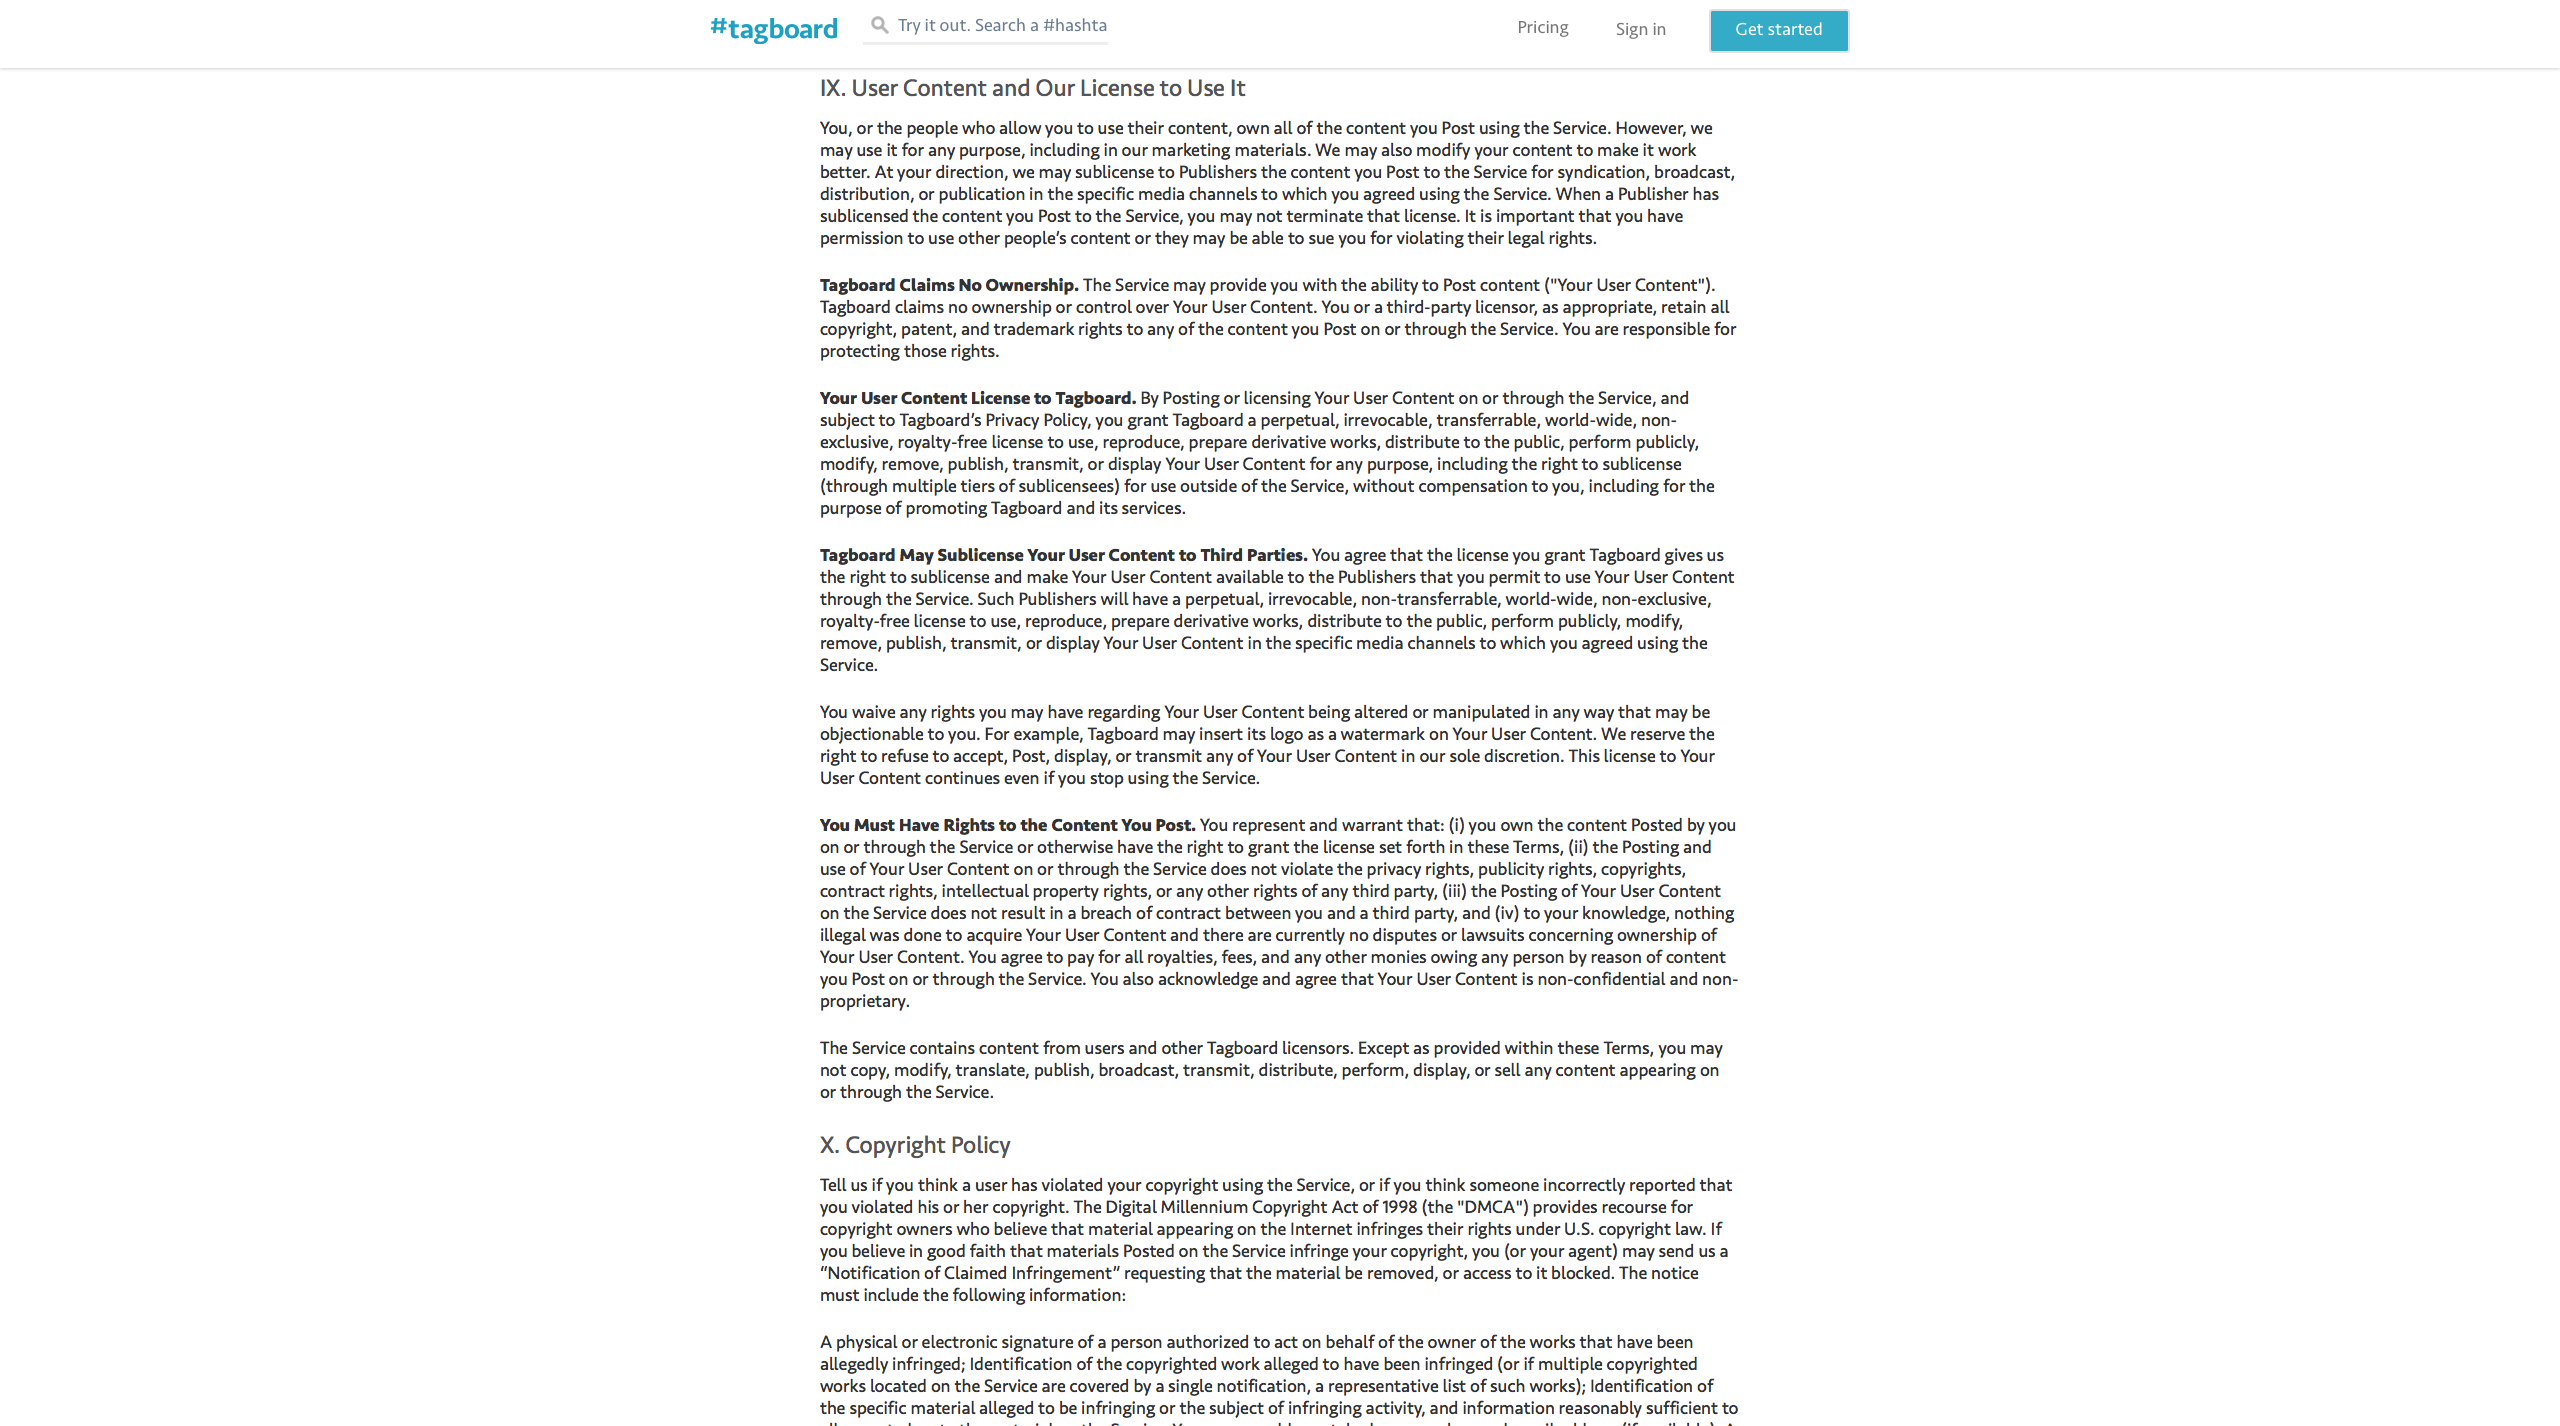 #tagboard
Try it out. Search a #hashta
Pricing
Sign in
Get started
IX. User Content and Our License to Use It
You, or the people who allow you to use their content, own all of the content you Post using the Service. However, we
may use it for any purpose, including in our marketing materials. We may also modify your content to make it work
better. At your direction, we may sublicense to Publishers the content you Post to the Service for syndication, broadcast,
distribution, or publication in the specific media channels to which you agreed using the Service. When a Publisher has
sublicensed the content you Post to the Service, you may not terminate that license. It is important that you have
permission to use other people’s content or they may be able to sue you for violating their legal rights.
Tagboard Claims No Ownership. The Service may provide you with the ability to Post content ("Your User Content").
Tagboard claims no ownership or control over Your User Content. You or a third-party licensor, as appropriate, retain all
copyright, patent, and trademark rights to any of the content you Post on or through the Service. You are responsible for
protecting those rights.
Your User Content License to Tagboard. By Posting or licensing Your User Content on or through the Service, and
subject to Tagboard’s Privacy Policy, you grant Tagboard a perpetual, irrevocable, transferrable, world-wide, non-
exclusive, royalty-free license to use, reproduce, prepare derivative works, distribute to the public, perform publicly,
modify, remove, publish, transmit, or display Your User Content for any purpose, including the right to sublicense
(through multiple tiers of sublicensees) for use outside of the Service, without compensation to you, including for the
purpose of promoting Tagboard and its services.
Tagboard May Sublicense Your User Content to Third Parties. You agree that the license you grant Tagboard gives us
the right to sublicense and make Your User Content available to the Publishers that you permit to use Your User Content
through the Service. Such Publishers will have a perpetual, irrevocable, non-transferrable, world-wide, non-exclusive,
royalty-free license to use, reproduce, prepare derivative works, distribute to the public, perform publicly, modify,
remove, publish, transmit, or display Your User Content in the specific media channels to which you agreed using the
Service.
You waive any rights you may have regarding Your User Content being altered or manipulated in any way that may be
objectionable to you. For example, Tagboard may insert its logo as a watermark on Your User Content. We reserve the
right to refuse to accept, Post, display, or transmit any of Your User Content in our sole discretion. This license to Your
User Content continues even if you stop using the Service.
You Must Have Rights to the Content You Post. You represent and warrant that: (i) you own the content Posted by you
on or through the Service or otherwise have the right to grant the license set forth in these Terms, (ii) the Posting and
use of Your User Content on or through the Service does not violate the privacy rights, publicity rights, copyrights,
contract rights, intellectual property rights, or any other rights of any third party, (iii) the Posting of Your User Content
on the Service does not result in a breach of contract between you and a third party, and (iv) to your knowledge, nothing
illegal was done to acquire Your User Content and there are currently no disputes or lawsuits concerning ownership of
Your User Content. You agree to pay for all royalties, fees, and any other monies owing any person by reason of content
you Post on or through the Service. You also acknowledge and agree that Your User Content is non-confidential and non-
proprietary.
The Service contains content from users and other Tagboard licensors. Except as provided within these Terms, you may
not copy, modify, translate, publish, broadcast, transmit, distribute, perform, display, or sell any content appearing on
or through the Service.
X. Copyright Policy
Tell us if you think a user has violated your copyright using the Service, or if you think someone incorrectly reported that
you violated his or her copyright. The Digital Millennium Copyright Act of 1998 (the "DMCA") provides recourse for
copyright owners who believe that material appearing on the Internet infringes their rights under U.S. copyright law. If
you believe in good faith that materials Posted on the Service infringe your copyright, you (or your agent) may send us a
“Notification of Claimed Infringement” requesting that the material be removed, or access to it blocked. The notice
must include the following information:
A physical or electronic signature of a person authorized to act on behalf of the owner of the works that have been
allegedly infringed; Identification of the copyrighted work alleged to have been infringed (or if multiple copyrighted
works located on the Service are covered by a single notification, a representative list of such works); Identification of
the specific material alleged to be infringing or the subject of infringing activity, and information reasonably sufficient to